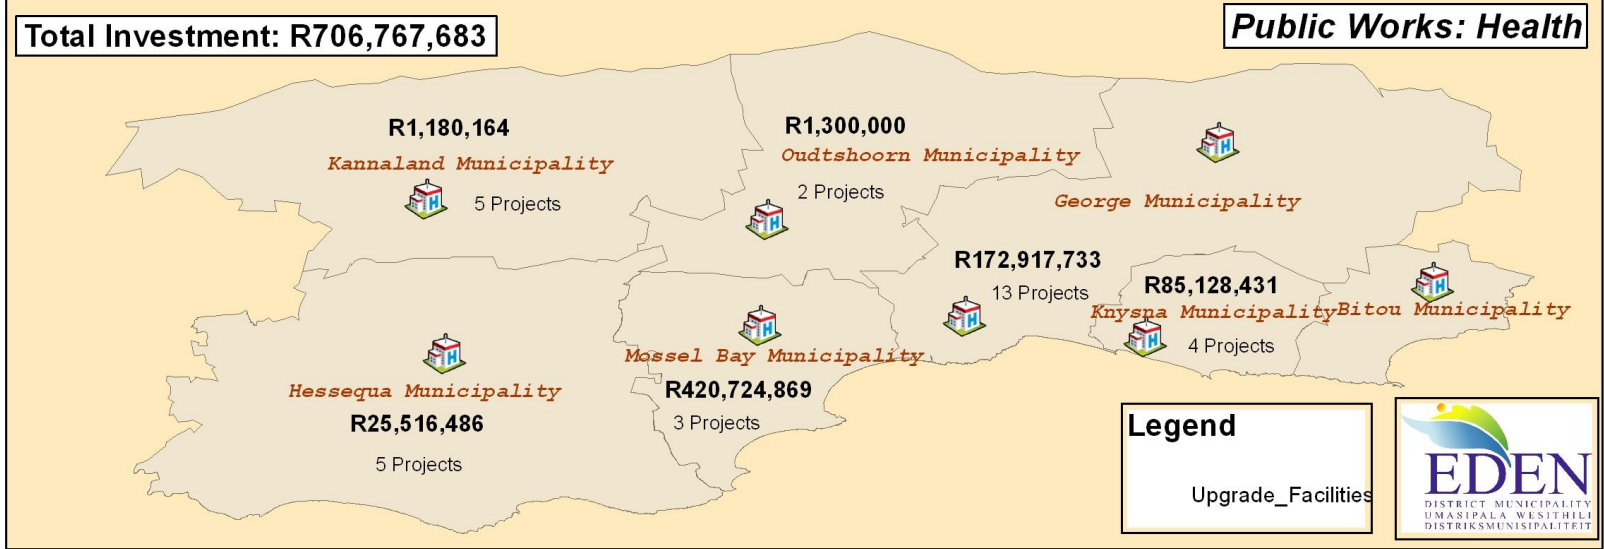 Total Investment: R706,767,683
Public Works: Health
R1,180,164
Kannaland Municipality
5 Projects
R1,300,000
Oudtshoorn Municipality
2 Projects
George Municipality
R172,917,733
13 Projects
R85,128,431
Knysna Municipality
4 Projects
Bitou Municipality
Mossel Bay Municipality
R420,724,869
3 Projects
Hessequa Municipality
R25,516,486
5 Projects
Legend
Upgrade_Facilities
EDEN
DISTRICT MUNICIPALITY
UMASIPALA WESITHILI
DISTRIKSMUNISIPALITEIT
H
H
H
H
H
H
H
H